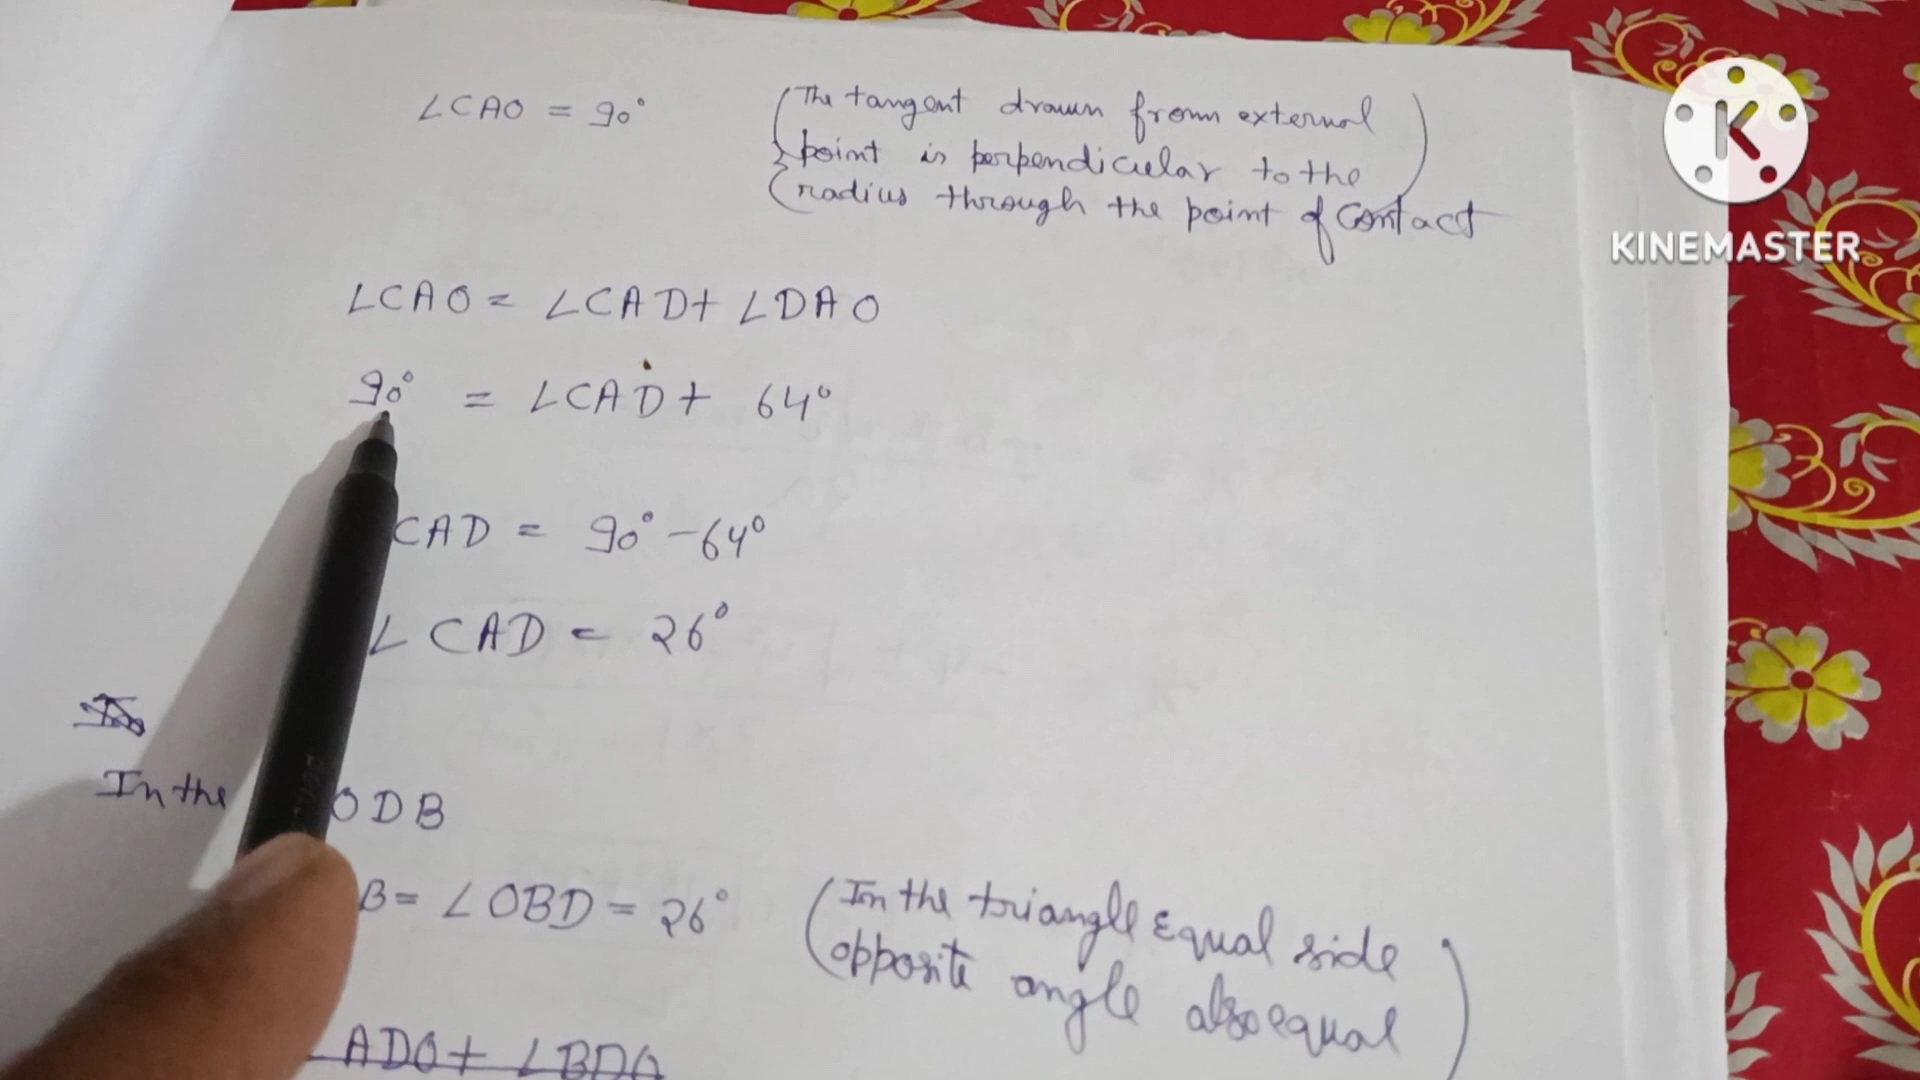 ∠CAO = 90°
(The tangent drawn from external
point is perpendicular to the
radius through the point of contact)
KINEMASTER
∠CAO = ∠CAD + ∠DAO
90° = ∠CAD + 64°
CAD = 90° - 64°
∠CAD = 26°
In the ODB
B = ∠OBD = 26°
(In the triangle Equal side
opposite angle also equal)
ADO + ∠BDO